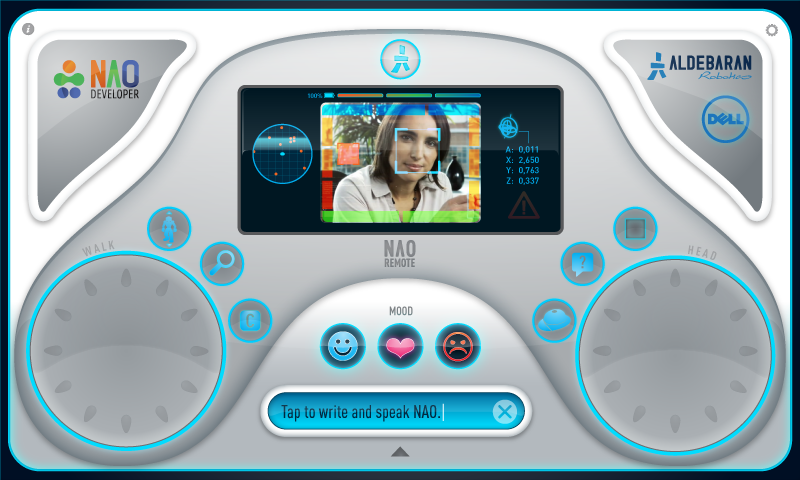 NAO
DEVELOPER
ALDEBARAN
Robotics
DELL
100%
A: 0,011
X: 2,650
Y: 0,763
Z: 0,337
NAO
REMOTE
WALK
HEAD
?
MOOD
Tap to write and speak NAO.